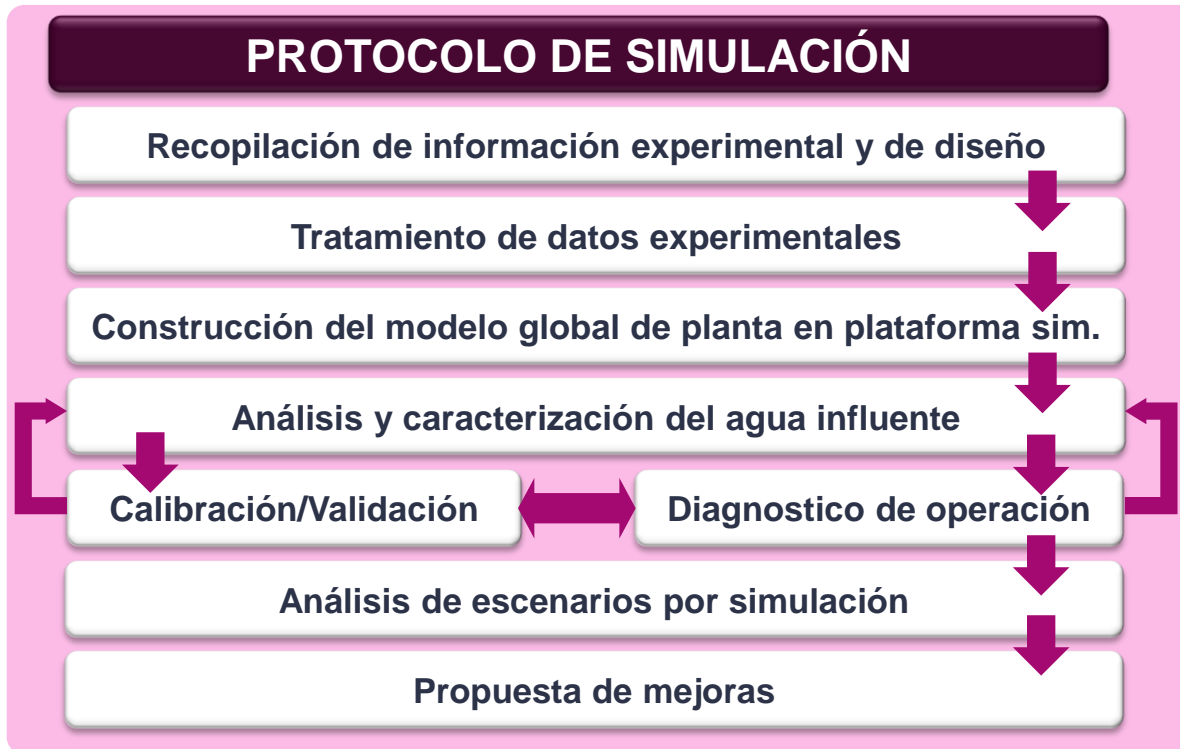 PROTOCOLO DE SIMULACIÓN
Recopilación de información experimental y de diseño
Tratamiento de datos experimentales
Construcción del modelo global de planta en plataforma sim.
Análisis y caracterización del agua influente
Calibración/Validación
Diagnostico de operación
Análisis de escenarios por simulación
Propuesta de mejoras